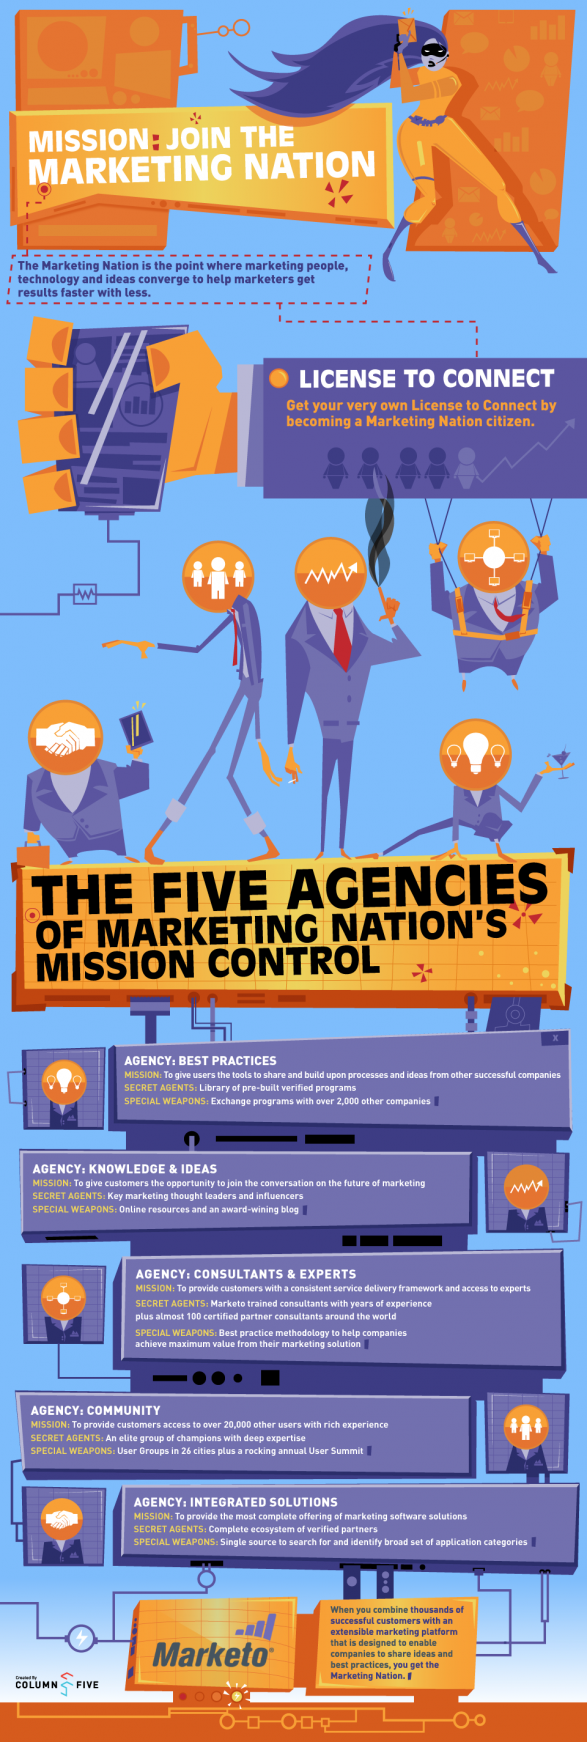 MISSION: JOIN THE
MARKETING NATION
The Marketing Nation is the point where marketing people,
technology and ideas converge to help marketers get
results faster with less.
LICENSE TO CONNECT
Get your very own License to Connect by
becoming a Marketing Nation citizen.
THE FIVE AGENCIES
OF MARKETING NATION'S
MISSION CONTROL
X
AGENCY: BEST PRACTICES
MISSION: To give users the tools to share and build upon processes and ideas from other successful companies
SECRET AGENTS: Library of pre-built verified programs
SPECIAL WEAPONS: Exchange programs with over 2,000 other companies
AGENCY: KNOWLEDGE & IDEAS
MISSION: To give customers the opportunity to join the conversation on the future of marketing
SECRET AGENTS: Key marketing thought leaders and influencers
SPECIAL WEAPONS: Online resources and an award-wining blog
AGENCY: CONSULTANTS & EXPERTS
MISSION: To provide customers with a consistent service delivery framework and access to experts
SECRET AGENTS: Marketo trained consultants with years of experience
plus almost 100 certified partner consultants around the world
SPECIAL WEAPONS: Best practice methodology to help companies
achieve maximum value from their marketing solution
AGENCY: COMMUNITY
MISSION: To provide customers access to over 20,000 other users with rich experience
SECRET AGENTS: An elite group of champions with deep expertise
SPECIAL WEAPONS: User Groups in 26 cities plus a rocking annual User Summit
AGENCY: INTEGRATED SOLUTIONS
MISSION: To provide the most complete offering of marketing software solutions
SECRET AGENTS: Complete ecosystem of verified partners
SPECIAL WEAPONS: Single source to search for and identify broad set of application categories
Marketo
When you combine thousands of
successful customers with an
extensible marketing platform
that is designed to enable
companies to share ideas and
best practices, you get the
Marketing Nation.
Created By
COLUMN FIVE